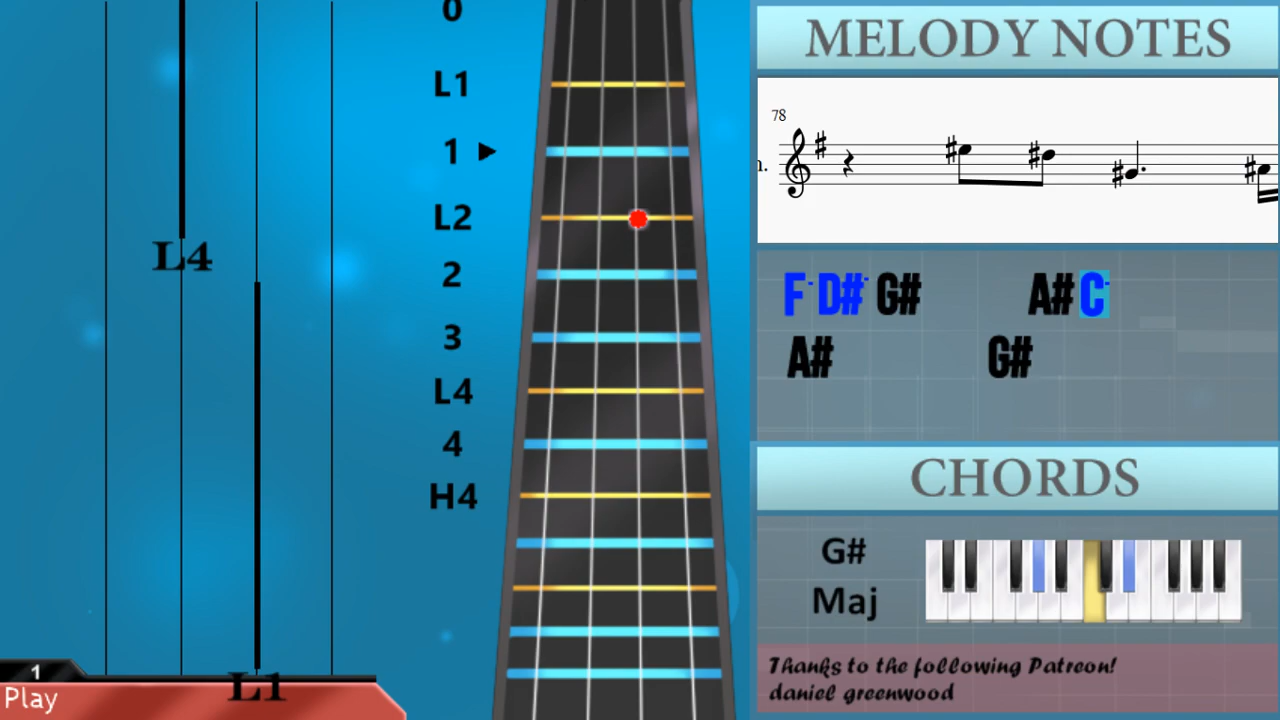 0
L1
1
L2
2
3
L4
4
H4
L4
L1
1
Play
MELODY NOTES
78
F D# G# A# C
A# G#
CHORDS
G#
Maj
Thanks to the following Patreon!
daniel greenwood